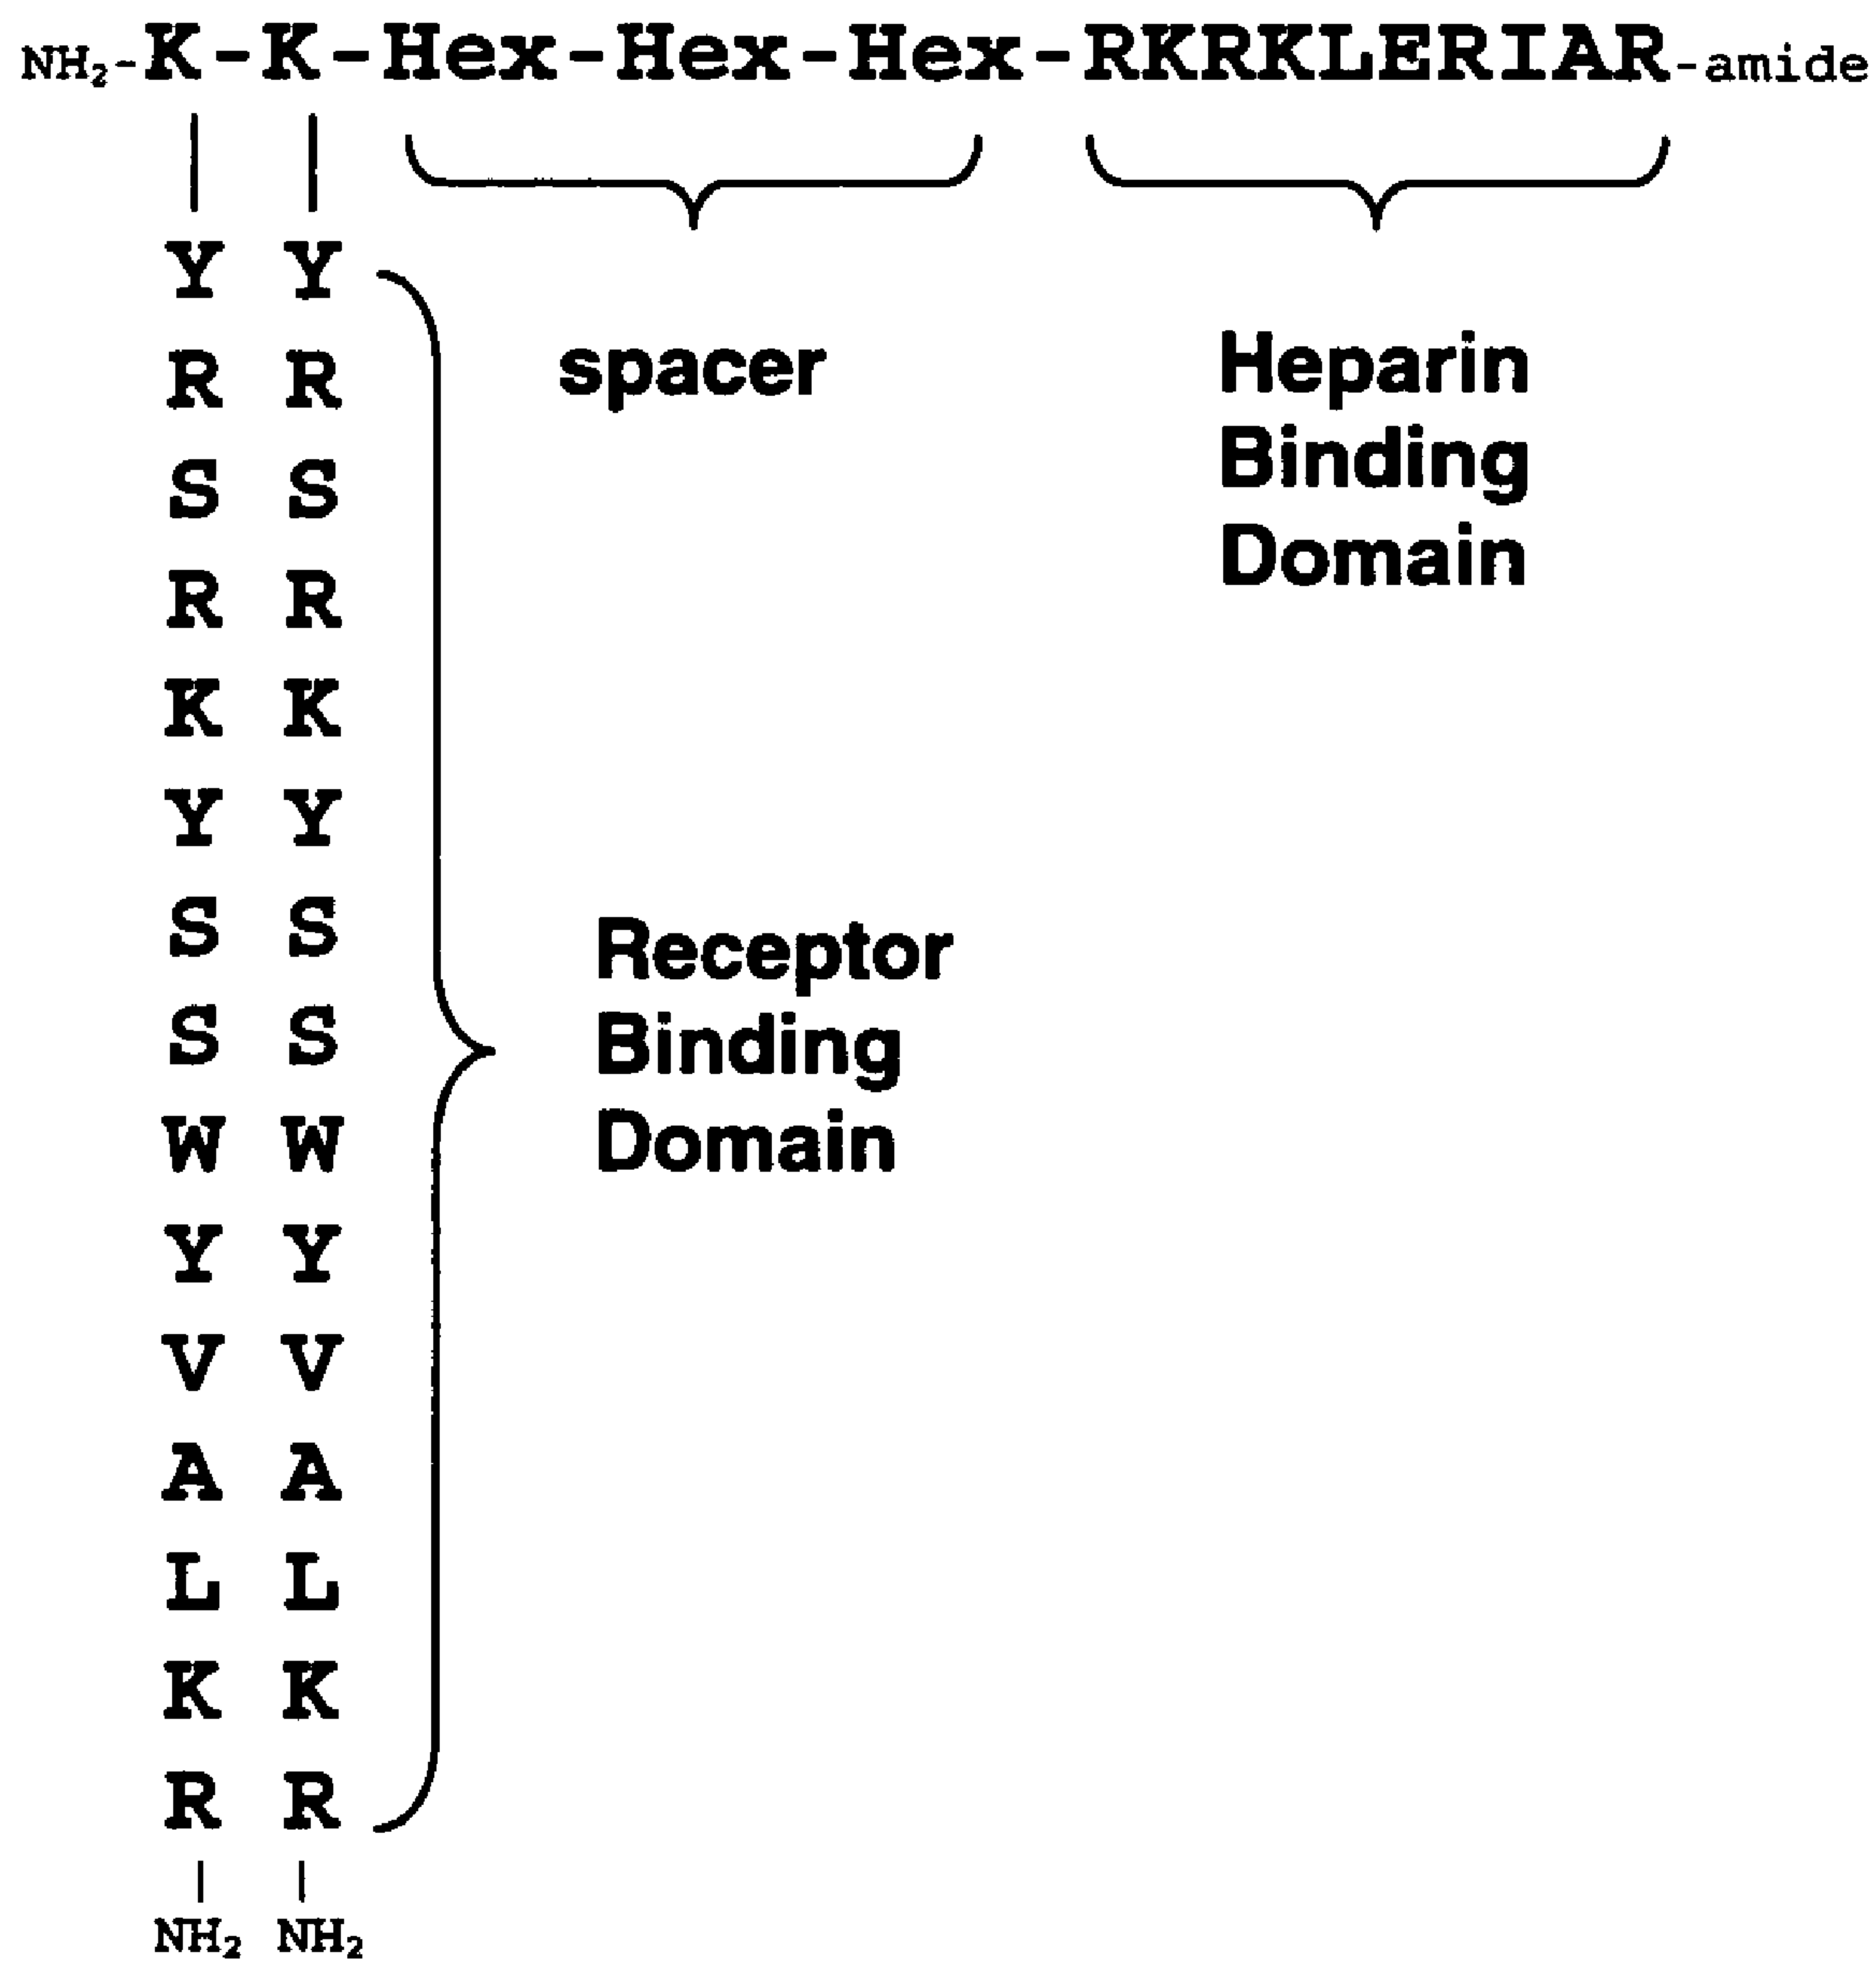 NH₂-K-K-Hex-Hex-Hex-RKRKLERIAR-amide
Y Y
R R
spacer
Heparin
Binding
Domain
S S
R R
K K
Y Y
S S
Receptor
Binding
Domain
S S
W W
Y Y
V V
A A
L L
K K
R R
NH₂ NH₂